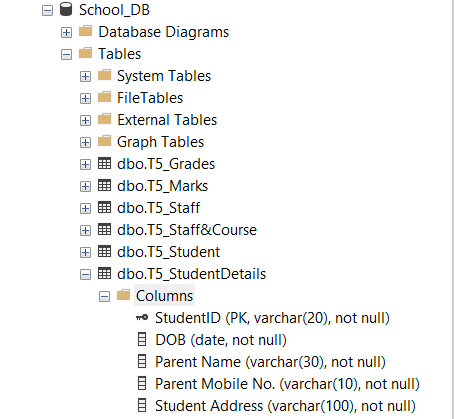 School_DB
Database Diagrams
Tables
System Tables
FileTables
External Tables
Graph Tables
dbo.T5_Grades
dbo.T5_Marks
dbo.T5_Staff
dbo.T5_Staff&Course
dbo.T5_Student
dbo.T5_StudentDetails
Columns
StudentID (PK, varchar(20), not null)
DOB (date, not null)
Parent Name (varchar(30), not null)
Parent Mobile No. (varchar(10), not null)
Student Address (varchar(100), not null)